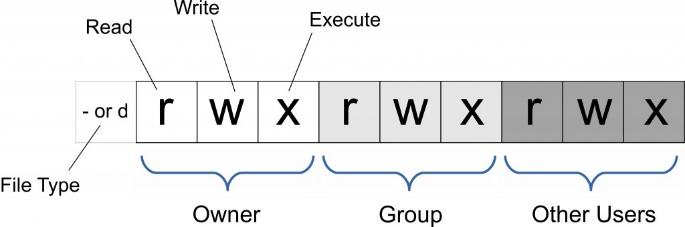 Write
Read
Execute
- or d r w x r w x r w x
File Type
Owner Group Other Users